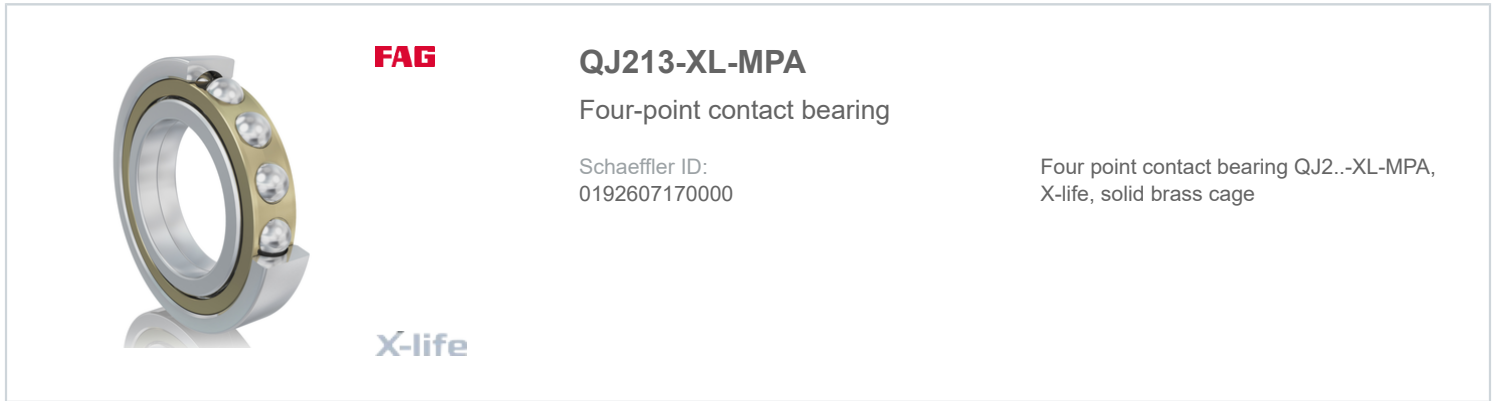 FAG
QJ213-XL-MPA
Four-point contact bearing
Schaeffler ID:
0192607170000
Four point contact bearing QJ2..-XL-MPA,
X-life, solid brass cage
X-life